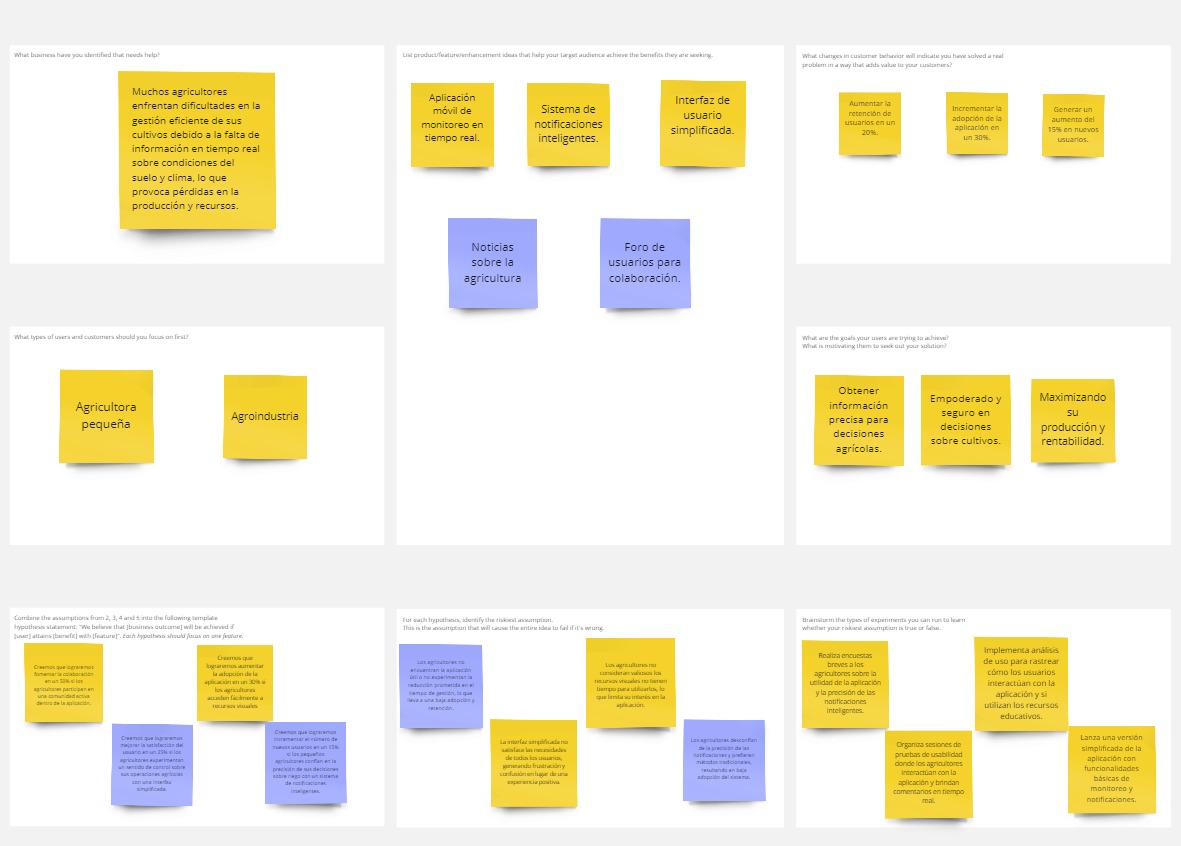 What business have you identified that needs help?
Muchos agricultores
enfrentan dificultades en la
gestión eficiente de sus
cultivos debido a la falta de
información en tiempo real
sobre condiciones del
suelo y clima, lo que
provoca pérdidas en la
producción y recursos.
List product/feature/enhancement ideas that help your target audience achieve the benefits they are seeking.
Aplicación
móvil de
monitoreo en
tiempo real.
Sistema de
notificaciones
inteligentes.
Interfaz de
usuario
simplificada.
Noticias
sobre la
agricultura
Foro de
usuarios para
colaboración.
What changes in customer behavior will indicate you have solved a real
problem in a way that adds value to your customers?
Aumentar la
retención de
usuarios en un
20%.
Incrementar la
adopción de la
aplicación en
un 30%.
Generar un
aumento del
15% en nuevos
usuarios.
What types of users and customers should you focus on first?
Agricultora
pequeña
Agroindustria
What are the goals your users are trying to achieve?
What is motivating them to seek out your solution?
Obtener
información
precisa para
decisiones
agrícolas.
Empoderado y
seguro en
decisiones
sobre cultivos.
Maximizando
su
producción y
rentabilidad.
Combine the assumptions from 2, 3, 4 and 5 into the following template
hypothesis statement: "We believe that [business outcome] will be achieved if
[user] attains [benefit] with [feature]". Each hypothesis should focus on one feature.
Creemos que lograremos
fomentar la colaboración
en un 50% si los
agricultores participan en
una comunidad activa
dentro de la aplicación.
Creemos que
lograremos aumentar
la adopción de la
aplicación en un 30% si
los agricultores
acceden fácilmente a
recursos visuales
Creemos que lograremos
mejorar la satisfacción del
usuario en un 25% si los
agricultores experimentan
un sentido de control sobre
sus operaciones agrícolas
con una interfaz
simplificada.
Creemos que lograremos
incrementar el número de
nuevos usuarios en un 15%
si los pequeños
agricultores confían en la
precisión de sus decisiones
sobre riego con un sistema
de notificaciones
inteligentes.
For each hypothesis, identify the riskiest assumption.
This is the assumption that will cause the entire idea to fail if it's wrong.
Los agricultores no
encuentran la aplicación
útil o no experimentan la
reducción prometida en el
tiempo de gestión, lo que
lleva a una baja adopción y
retención.
Los agricultores no
consideran valiosos los
recursos visuales no tienen
tiempo para utilizarlos, lo
que limita su interés en la
aplicación.
La interfaz simplificada no
satisface las necesidades
de todos los usuarios,
generando frustración y
confusión en lugar de una
experiencia positiva.
Los agricultores desconfían
de la precisión de las
notificaciones y prefieren
métodos tradicionales,
resultando en baja
adopción del sistema.
Brainstorm the types of experiments you can run to learn
whether your riskiest assumption is true or false.
Realiza encuestas
breves a los
agricultores sobre la
utilidad de la aplicación
y la precisión de las
notificaciones
inteligentes.
Implementa análisis
de uso para rastrear
cómo los usuarios
interactúan con la
aplicación y si
utilizan los recursos
educativos.
Organiza sesiones de
pruebas de usabilidad
donde los agricultores
interactúan con la
aplicación y brindan
comentarios en tiempo
real.
Lanza una versión
simplificada de la
aplicación con
funcionalidades
básicas de
monitoreo y
notificaciones.